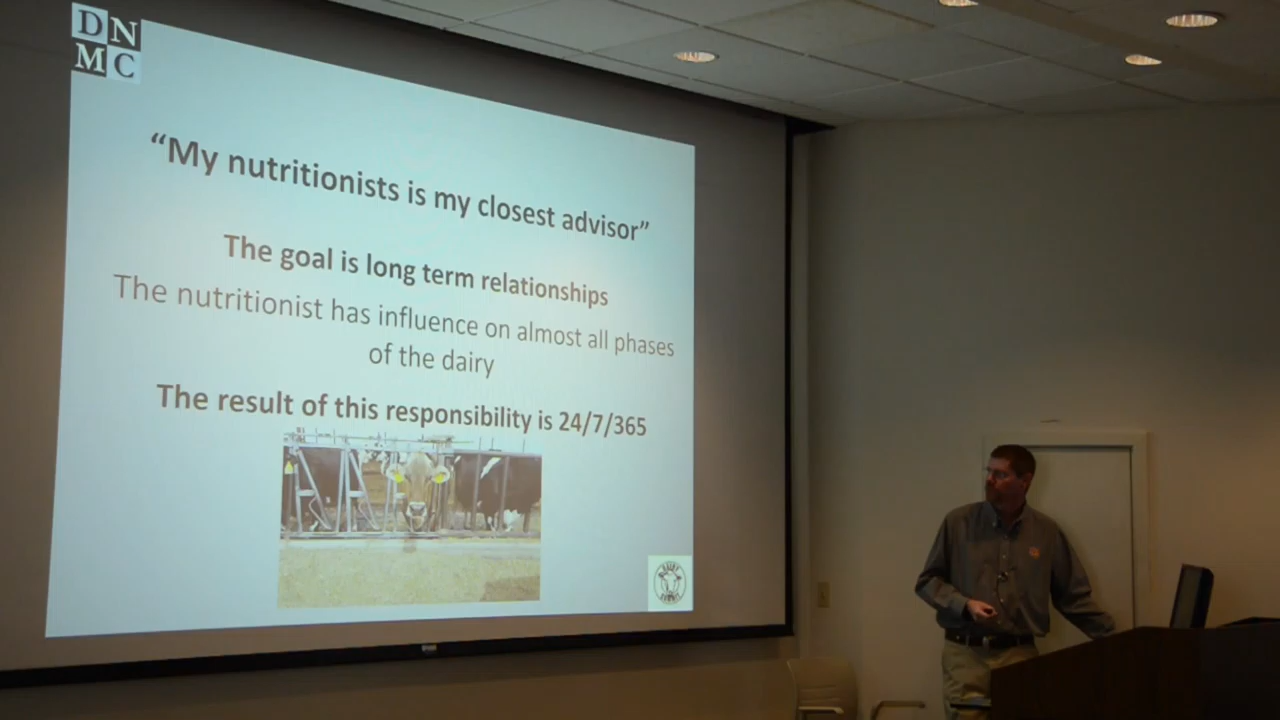 DN
MC
“My nutritionists is my closest advisor”
The goal is long term relationships
The nutritionist has influence on almost all phases
of the dairy
The result of this responsibility is 24/7/365
DAIRY